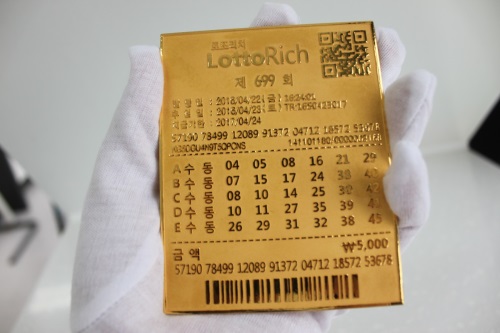 로또리치
LottoRich
제 699 회
발 행 일 : 2016/04/22 (금)
추 첨 일 : 2016/04/23 (토)
지급기한 : 2017/04/24
57190 78499 12089 91372 04712 18572 53678
A 수 동 04 05 08 16 21 29
B 수 동 07 15 17 24
C 수 동 08 10 14 25
D 수 동 10 11 27 31 35
E 수 동 26 29 31 32 38 45
금 액 ₩5,000
57190 78499 12089 91372 04712 18572 53678